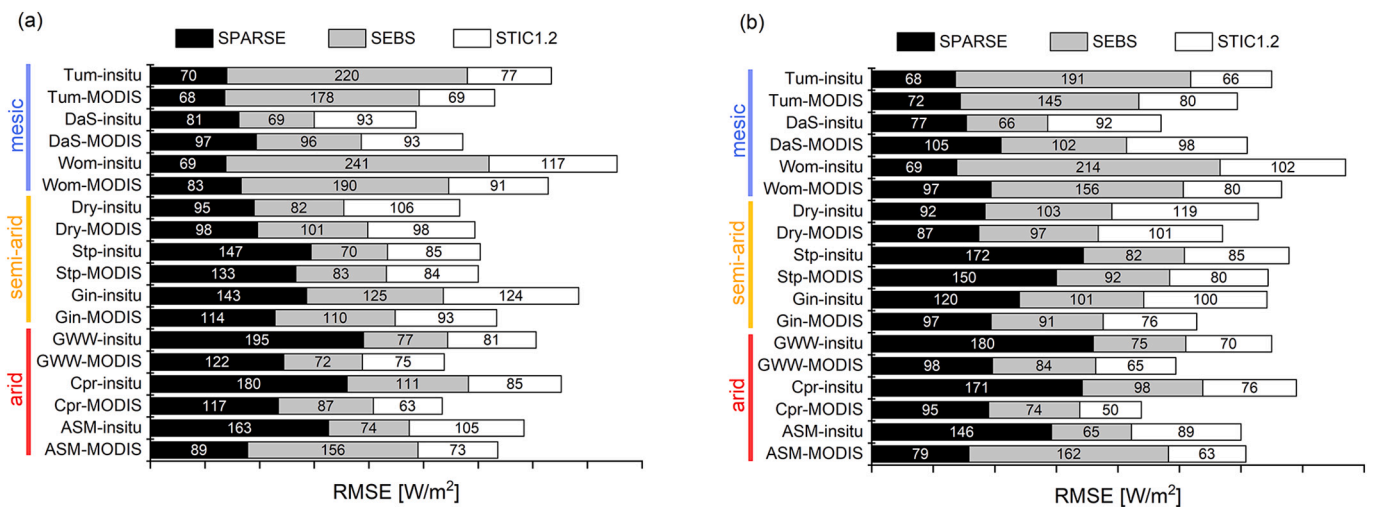 (a)
SPARSE SEBS STIC1.2
mesic
Tum-insitu 70 220 77
Tum-MODIS 68 178 69
DaS-insitu 81 69 93
DaS-MODIS 97 96 93
Wom-insitu 69 241 117
Wom-MODIS 83 190 91
semi-arid
Dry-insitu 95 82 106
Dry-MODIS 98 101 98
Stp-insitu 147 70 85
Stp-MODIS 133 83 84
Gin-insitu 143 125 124
Gin-MODIS 114 110 93
arid
GWW-insitu 195 77 81
GWW-MODIS 122 72 75
Cpr-insitu 180 111 85
Cpr-MODIS 117 87 63
ASM-insitu 163 74 105
ASM-MODIS 89 156 73
RMSE [W/m²]
(b)
SPARSE SEBS STIC1.2
mesic
Tum-insitu 68 191 66
Tum-MODIS 72 145 80
DaS-insitu 77 66 92
DaS-MODIS 105 102 98
Wom-insitu 69 214 102
Wom-MODIS 97 156 80
semi-arid
Dry-insitu 92 103 119
Dry-MODIS 87 97 101
Stp-insitu 172 82 85
Stp-MODIS 150 92 80
Gin-insitu 120 101 100
Gin-MODIS 97 91 76
arid
GWW-insitu 180 75 70
GWW-MODIS 98 84 65
Cpr-insitu 171 98 76
Cpr-MODIS 95 74 50
ASM-insitu 146 65 89
ASM-MODIS 79 162 63
RMSE [W/m²]